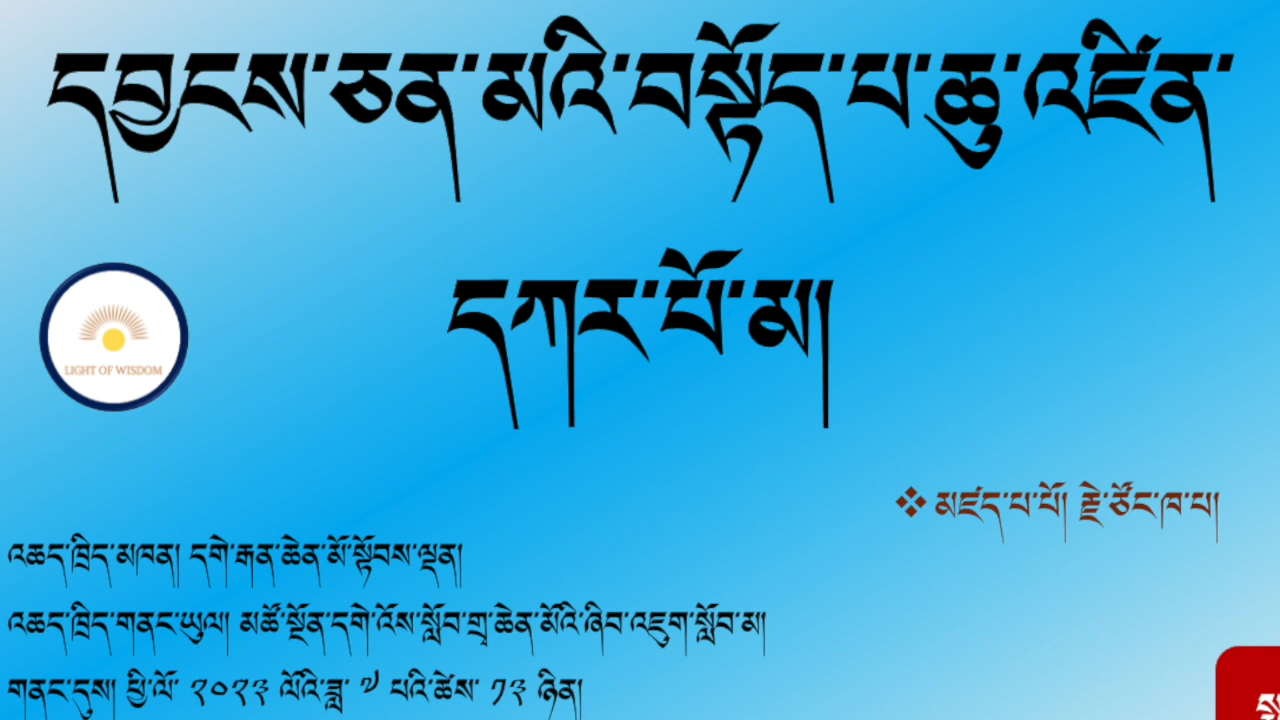 དབྱངས་ཅན་མའི་བསྟོད་པ་ཆུ་འཛིན་
དཀར་པོ་མ།
LIGHT OF WISDOM
མཛད་པ་པོ། རྗེ་ཙོང་ཁ་པ།
འཆད་ཁྲིད་མཁན། དགེ་རྒན་ཆེན་མོ་སྟོབས་ལྡན།
འཆད་ཁྲིད་གནང་ཡུལ། མཚོ་སྔོན་དགེ་འོས་སློབ་གྲྭ་ཆེན་མོའི་ཞིབ་འཇུག་སློབ་མ།
གནང་དུས། ཕྱི་ལོ་ ༢༠༢༣ ལོའི་ཟླ་ ༧ པའི་ཚེས་ ༡༣ ཉིན།